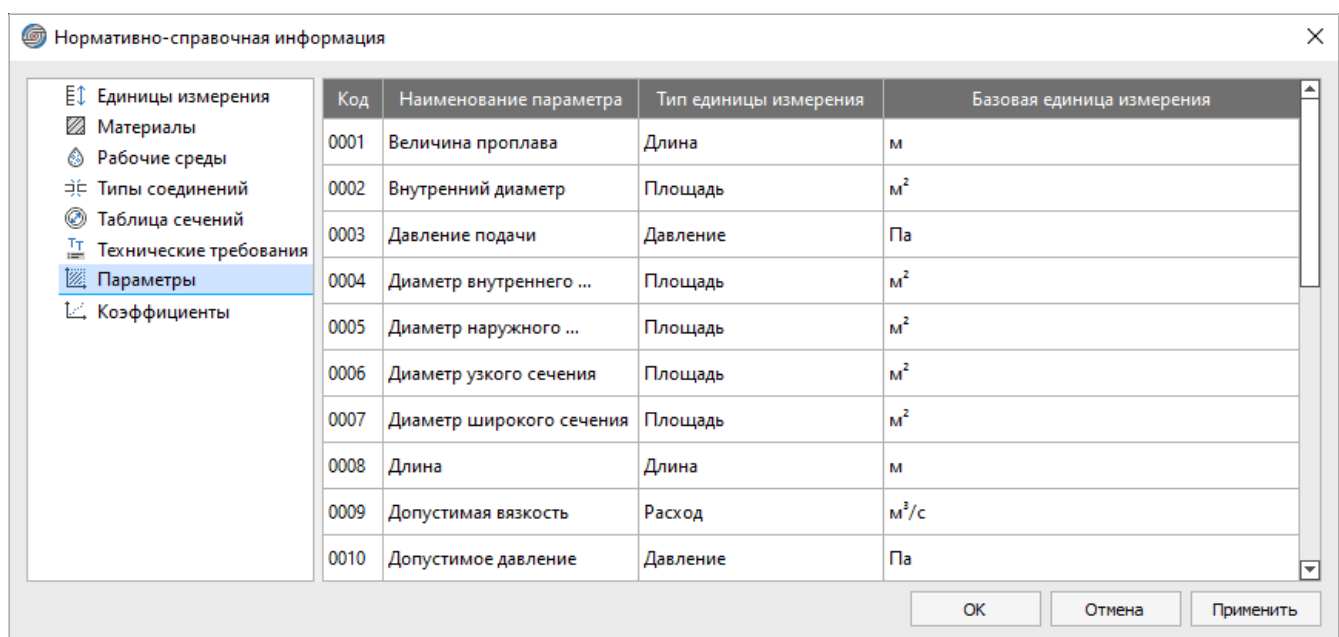 Нормативно-справочная информация
Единицы измерения
Материалы
Рабочие среды
Типы соединений
Таблица сечений
Технические требования
Параметры
Коэффициенты
Код Наименование параметра Тип единицы измерения Базовая единица измерения
0001 Величина проплава Длина м
0002 Внутренний диаметр Площадь м²
0003 Давление подачи Давление Па
0004 Диаметр внутреннего ... Площадь м²
0005 Диаметр наружного ... Площадь м²
0006 Диаметр узкого сечения Площадь м²
0007 Диаметр широкого сечения Площадь м²
0008 Длина Длина м
0009 Допустимая вязкость Расход м³/с
0010 Допустимое давление Давление Па
ОК Отмена Применить